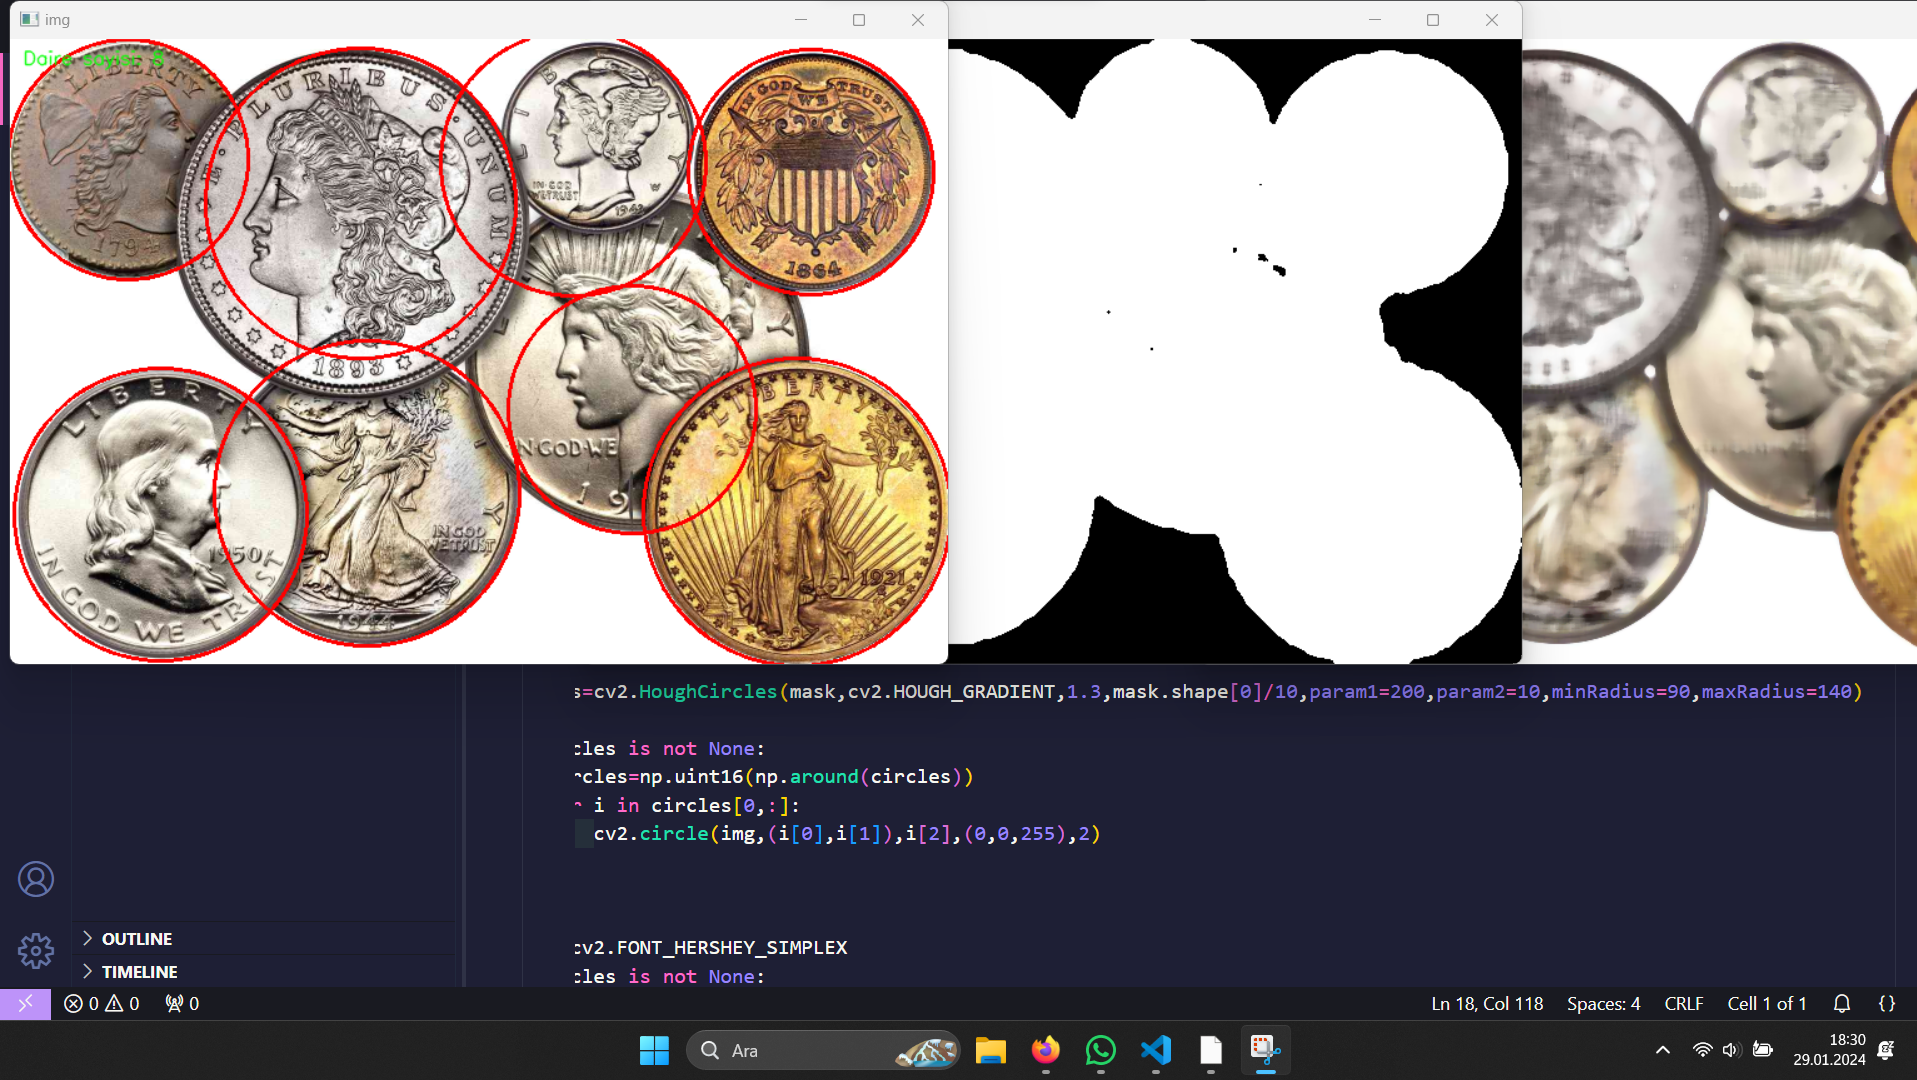 img
Daire sayisi: 8
LIBERTY
1794
E·PLURIBUS·UNUM
1893
IN GOD
WE TRUST
IN GOD WE TRUST
1864
LIBERTY
1950
IN GOD WE TRUST
IN GOD
WE TRUST
1944
IN·GOD·WE
LIBERTY
1921
s=cv2.HoughCircles(mask,cv2.HOUGH_GRADIENT,1.3,mask.shape[0]/10,param1=200,param2=10,minRadius=90,maxRadius=140)
cles is not None:
rcles=np.uint16(np.around(circles))
r i in circles[0,:]:
cv2.circle(img,(i[0],i[1]),i[2],(0,0,255),2)
cv2.FONT_HERSHEY_SIMPLEX
cles is not None:
OUTLINE
TIMELINE
0 0 0
Ln 18, Col 118 Spaces: 4 CRLF Cell 1 of 1 {}
Ara
18:30
29.01.2024